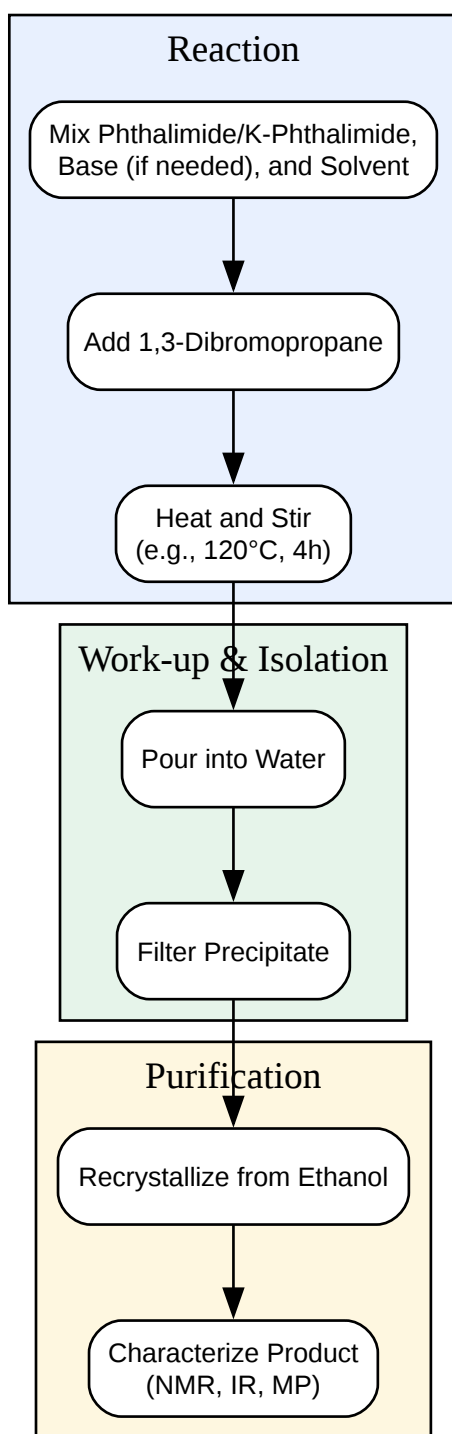 Reaction
Mix Phthalimide/K-Phthalimide,
Base (if needed), and Solvent
Add 1,3-Dibromopropane
Heat and Stir
(e.g., 120°C, 4h)
Work-up & Isolation
Pour into Water
Filter Precipitate
Purification
Recrystallize from Ethanol
Characterize Product
(NMR, IR, MP)